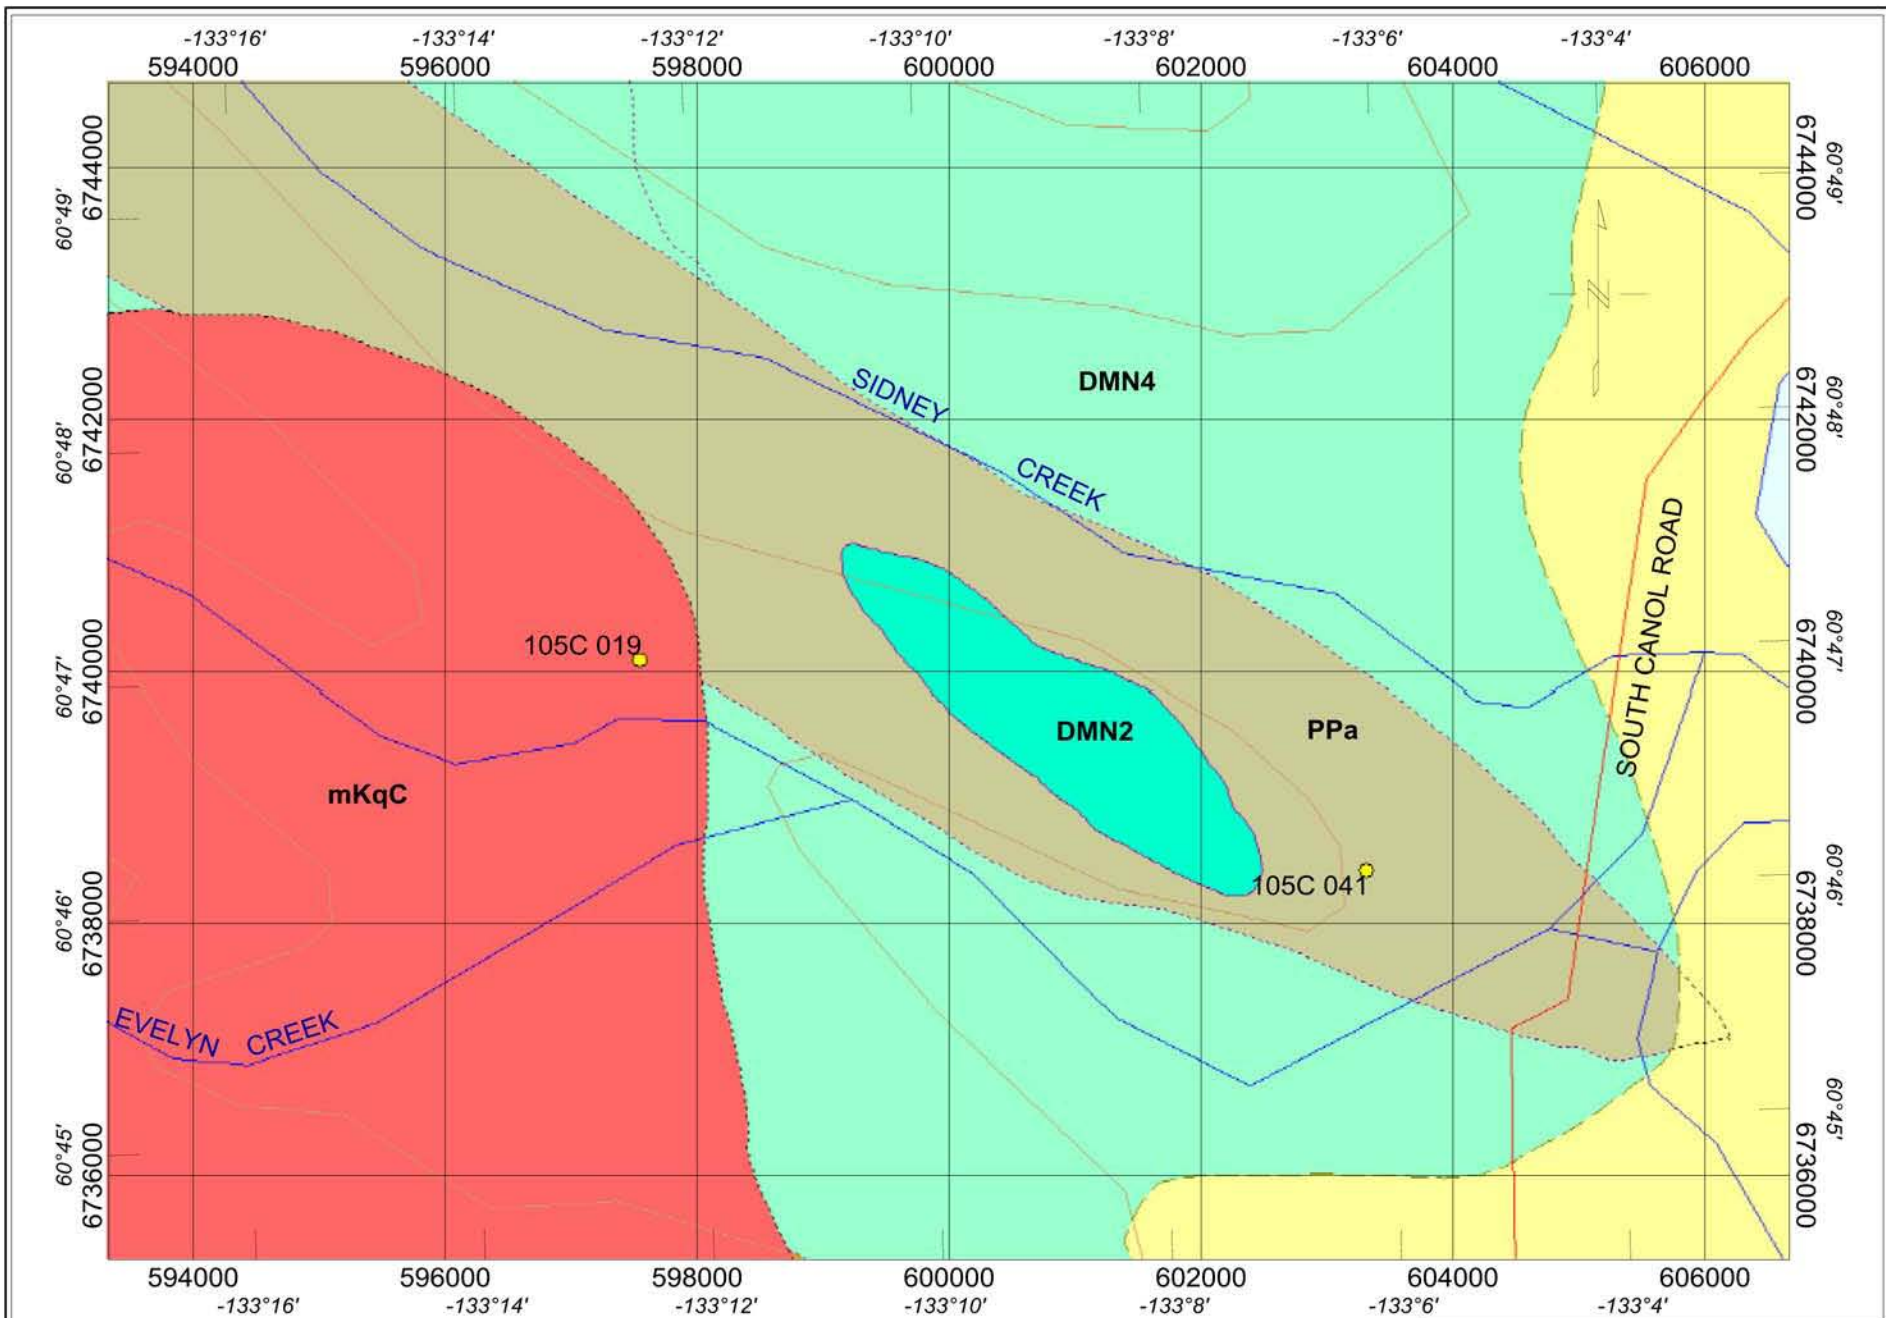 -133°16' -133°14' -133°12' -133°10' -133°8' -133°6' -133°4'
594000 596000 598000 600000 602000 604000 606000
6744000
6744000
60°49'
60°49'
DMN4
SIDNEY
CREEK
6742000
6742000
60°48'
60°48'
SOUTH CANOL ROAD
105C 019
6740000
6740000
60°47'
60°47'
DMN2
PPa
mKqC
105C 041
6738000
6738000
60°46'
60°46'
EVELYN CREEK
6736000
6736000
60°45'
60°45'
594000 596000 598000 600000 602000 604000 606000
-133°16' -133°14' -133°12' -133°10' -133°8' -133°6' -133°4'